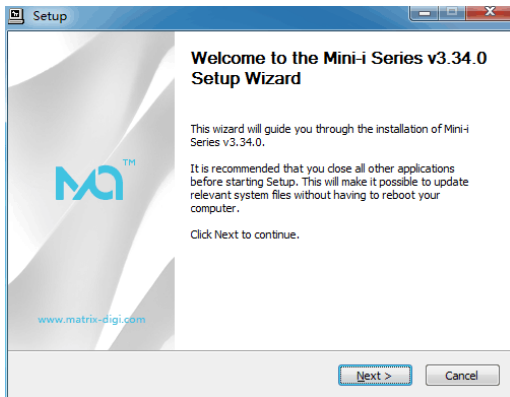 Setup
Welcome to the Mini-i Series v3.34.0
Setup Wizard
This wizard will guide you through the installation of Mini-i
Series v3.34.0.
It is recommended that you close all other applications
before starting Setup. This will make it possible to update
relevant system files without having to reboot your
computer.
Click Next to continue.
MA™
www.matrix-digi.com
Next >
Cancel